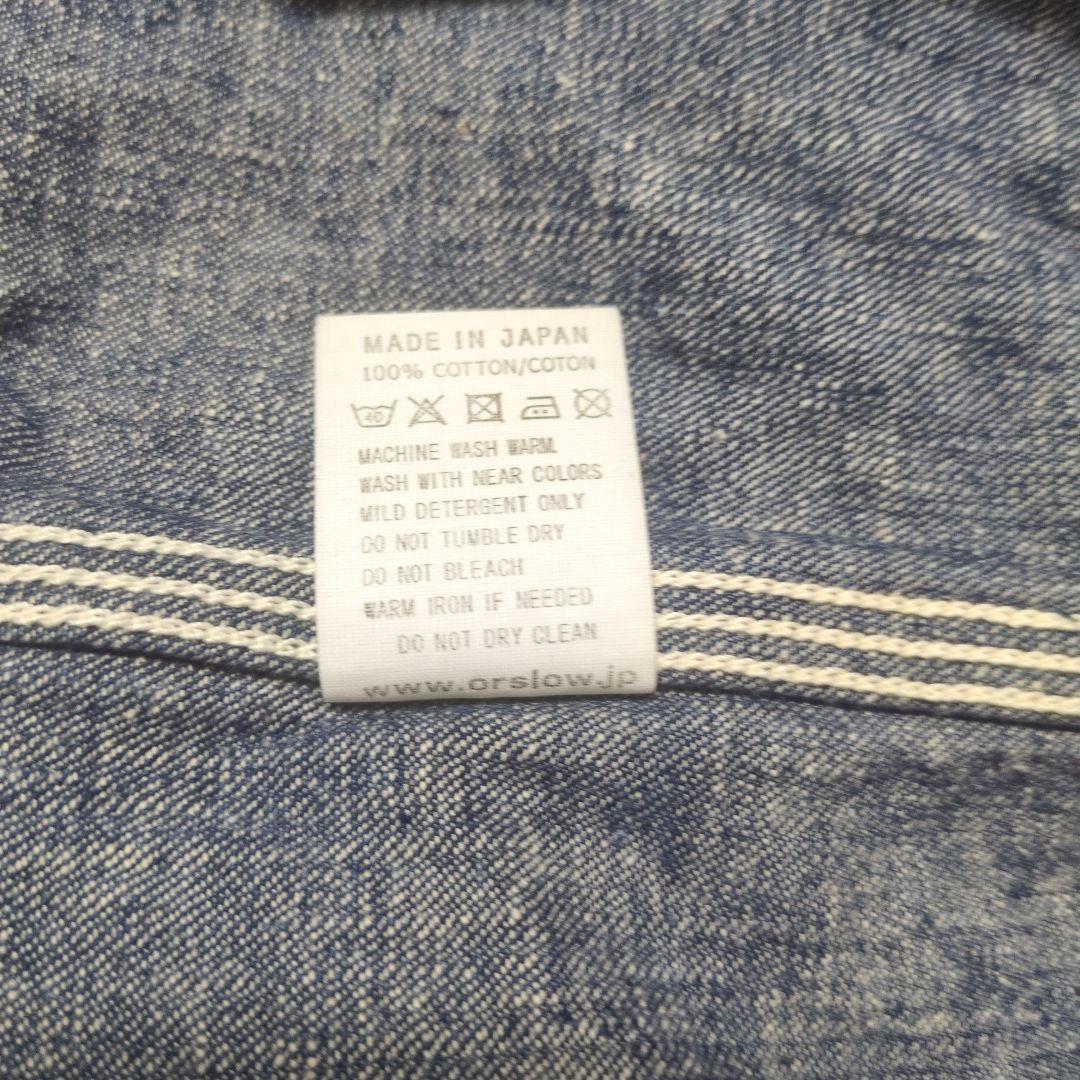 MADE IN JAPAN
100% COTTON/COTON
40
MACHINE WASH WARM.
WASH WITH NEAR COLORS
MILD DETERGENT ONLY
DO NOT TUMBLE DRY
DO NOT BLEACH
WARM IRON IF NEEDED
DO NOT DRY CLEAN
www.orslow.jp